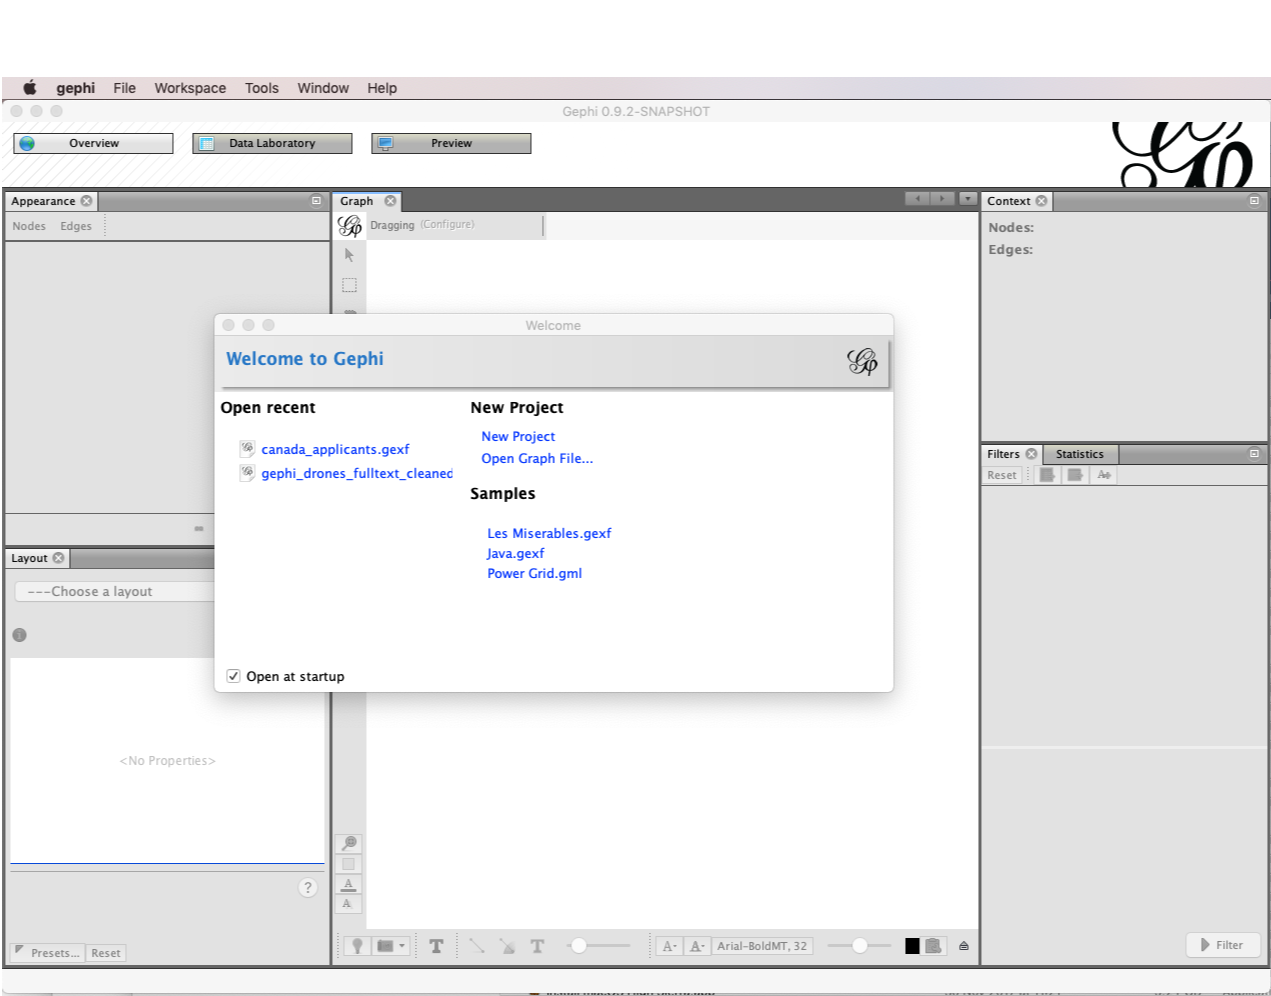 gephi File Workspace Tools Window Help
Gephi 0.9.2-SNAPSHOT
Overview Data Laboratory Preview
Appearance
Nodes Edges
Graph
Dragging (Configure)
Context
Nodes:
Edges:
Welcome
Welcome to Gephi
Open recent
canada_applicants.gexf
gephi_drones_fulltext_cleaned
New Project
New Project
Open Graph File...
Samples
Les Miserables.gexf
Java.gexf
Power Grid.gml
Open at startup
Filters Statistics
Reset
Layout
---Choose a layout
<No Properties>
?
Presets... Reset
T T A- A- Arial-BoldMT, 32
Filter